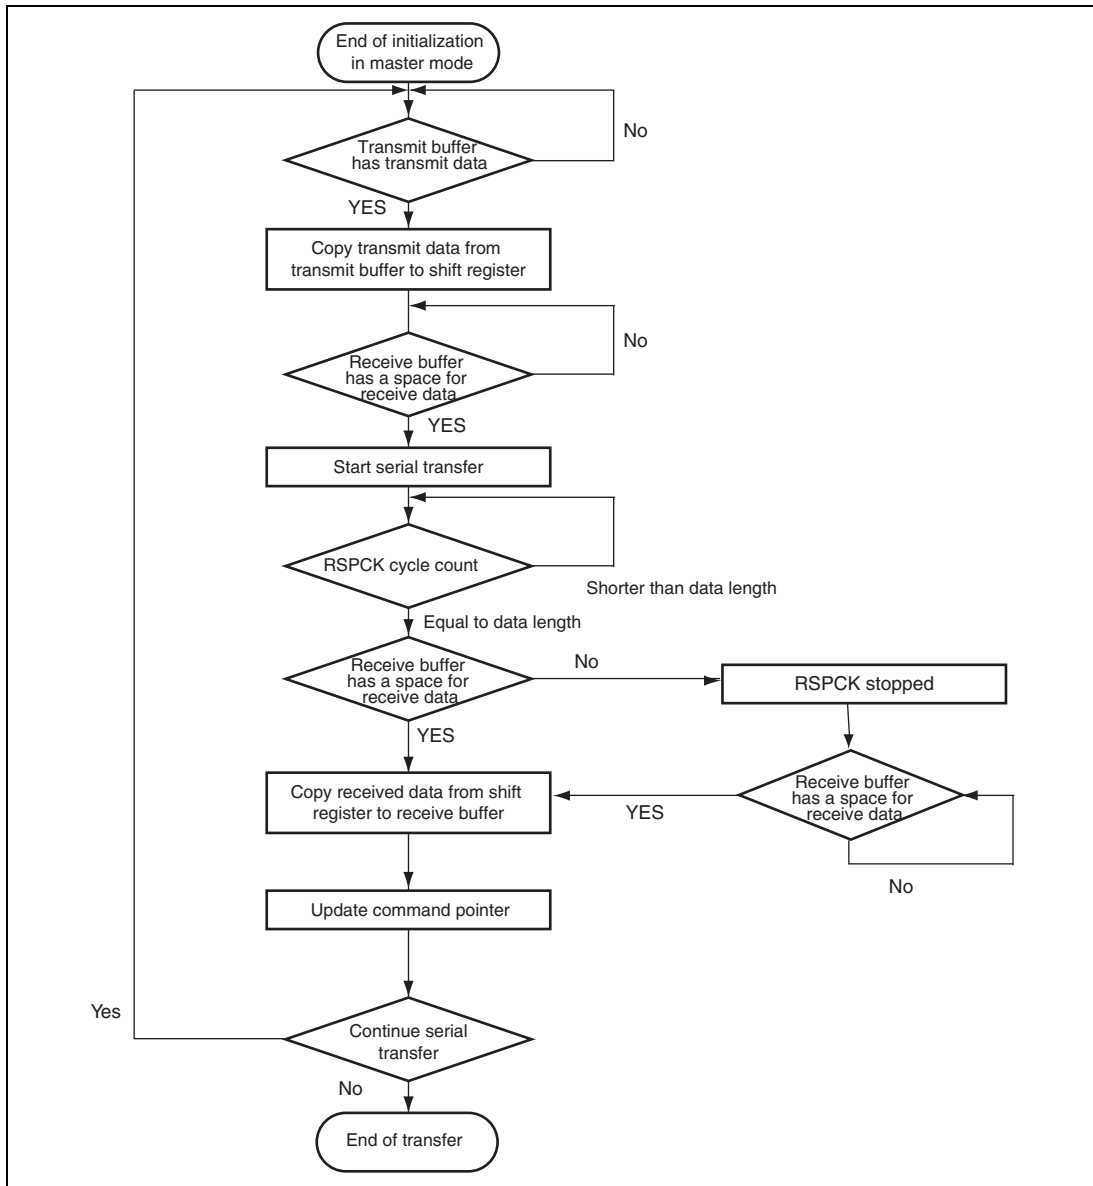 End of initialization
in master mode
No
Transmit buffer
has transmit data
YES
Copy transmit data from
transmit buffer to shift register
No
Receive buffer
has a space for
receive data
YES
Start serial transfer
RSPCK cycle count
Shorter than data length
Equal to data length
Receive buffer
has a space for
receive data
No
RSPCK stopped
YES
Copy received data from shift
register to receive buffer
YES
Receive buffer
has a space for
receive data
No
Update command pointer
Yes
Continue serial
transfer
No
End of transfer